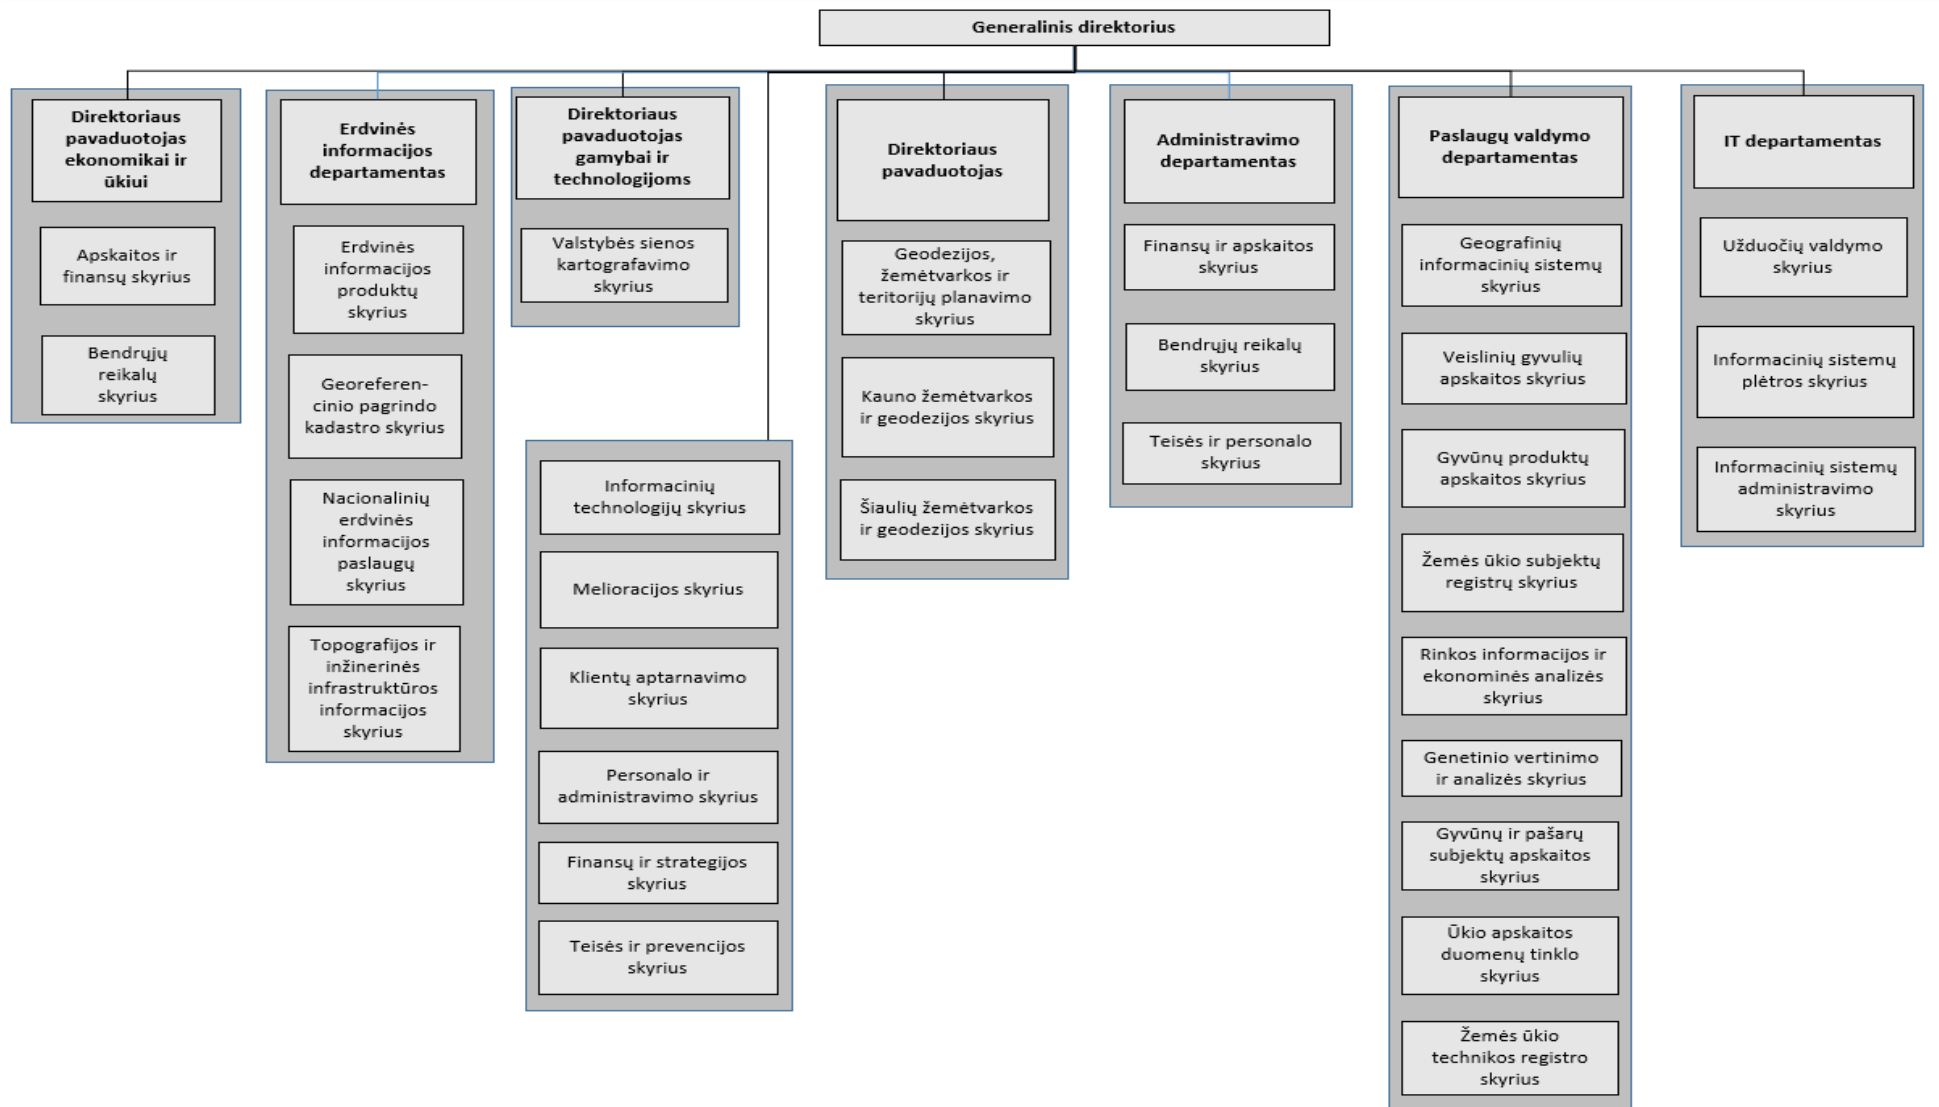 Generalinis direktorius
Direktoriaus
pavaduotojas
ekonomikai ir
ūkiui
Apskaitos ir
finansų skyrius
Bendrųjų
reikalų
skyrius
Erdvinės
informacijos
departamentas
Erdvinės
informacijos
produktų
skyrius
Georeferen-
cinio pagrindo
kadastro skyrius
Nacionalinių
erdvinės
informacijos
paslaugų
skyrius
Topografijos ir
inžinerinės
infrastruktūros
informacijos
skyrius
Direktoriaus
pavaduotojas
gamybai ir
technologijoms
Valstybės sienos
kartografavimo
skyrius
Informacinių
technologijų skyrius
Melioracijos skyrius
Klientų aptarnavimo
skyrius
Personalo ir
administravimo skyrius
Finansų ir strategijos
skyrius
Teisės ir prevencijos
skyrius
Direktoriaus
pavaduotojas
Geodezijos,
žemėtvarkos ir
teritorijų planavimo
skyrius
Kauno žemėtvarkos
ir geodezijos skyrius
Šiaulių žemėtvarkos
ir geodezijos skyrius
Administravimo
departamentas
Finansų ir apskaitos
skyrius
Bendrųjų reikalų
skyrius
Teisės ir personalo
skyrius
Paslaugų valdymo
departamentas
Geografinių
informacinių sistemų
skyrius
Veislinių gyvulių
apskaitos skyrius
Gyvūnų produktų
apskaitos skyrius
Žemės ūkio subjektų
registrų skyrius
Rinkos informacijos ir
ekonominės analizės
skyrius
Genetinio vertinimo
ir analizės skyrius
Gyvūnų ir pašarų
subjektų apskaitos
skyrius
Ūkio apskaitos
duomenų tinklo
skyrius
Žemės ūkio
technikos registro
skyrius
IT departamentas
Užduočių valdymo
skyrius
Informacinių sistemų
plėtros skyrius
Informacinių sistemų
administravimo
skyrius